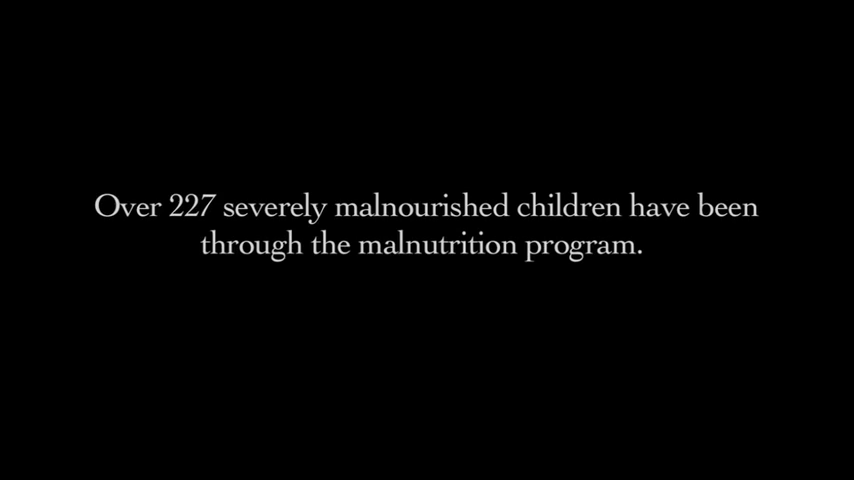 Over 227 severely malnourished children have been
through the malnutrition program.